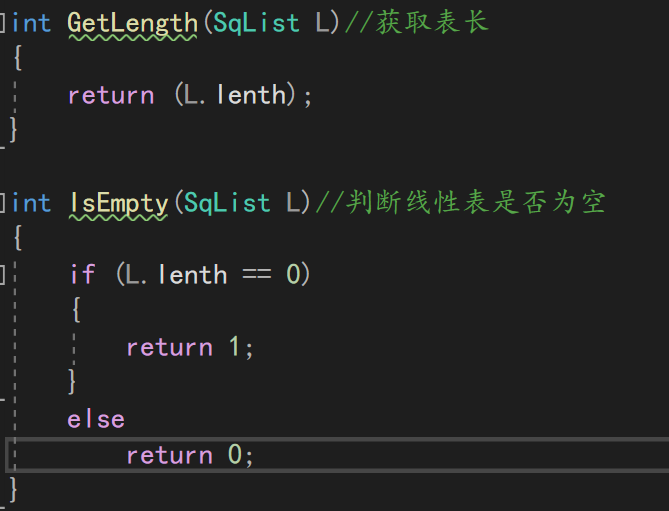 int GetLength(SqList L)//获取表长
{
return (L.lenth);
}
int IsEmpty(SqList L)//判断线性表是否为空
{
if (L.lenth == 0)
{
return 1;
}
else
return 0;
}